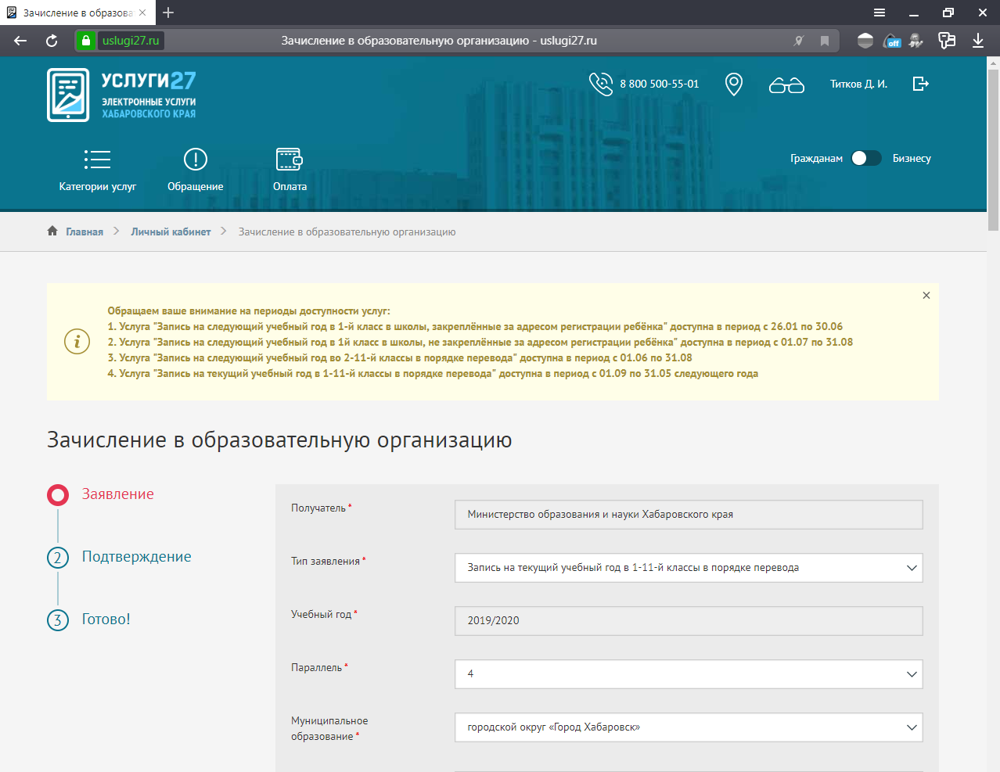 Зачисление в образова
uslugi27.ru
Зачисление в образовательную организацию - uslugi27.ru
off
УСЛУГИ27
ЭЛЕКТРОННЫЕ УСЛУГИ
ХАБАРОВСКОГО КРАЯ
8 800 500-55-01
Титков Д. И.
Категории услуг
Обращение
Оплата
Гражданам
Бизнесу
Главная
Личный кабинет
Зачисление в образовательную организацию
Обращаем ваше внимание на периоды доступности услуг:
1. Услуга "Запись на следующий учебный год в 1-й класс в школы, закреплённые за адресом регистрации ребёнка" доступна в период с 26.01 по 30.06
2. Услуга "Запись на следующий учебный год в 1й класс в школы, не закреплённые за адресом регистрации ребёнка" доступна в период с 01.07 по 31.08
3. Услуга "Запись на следующий учебный год во 2-11-й классы в порядке перевода" доступна в период с 01.06 по 31.08
4. Услуга "Запись на текущий учебный год в 1-11-й классы в порядке перевода" доступна в период с 01.09 по 31.05 следующего года
Зачисление в образовательную организацию
Заявление
2 Подтверждение
3 Готово!
Получатель *
Министерство образования и науки Хабаровского края
Тип заявления *
Запись на текущий учебный год в 1-11-й классы в порядке перевода
Учебный год *
2019/2020
Параллель *
4
Муниципальное
образование *
городской округ «Город Хабаровск»